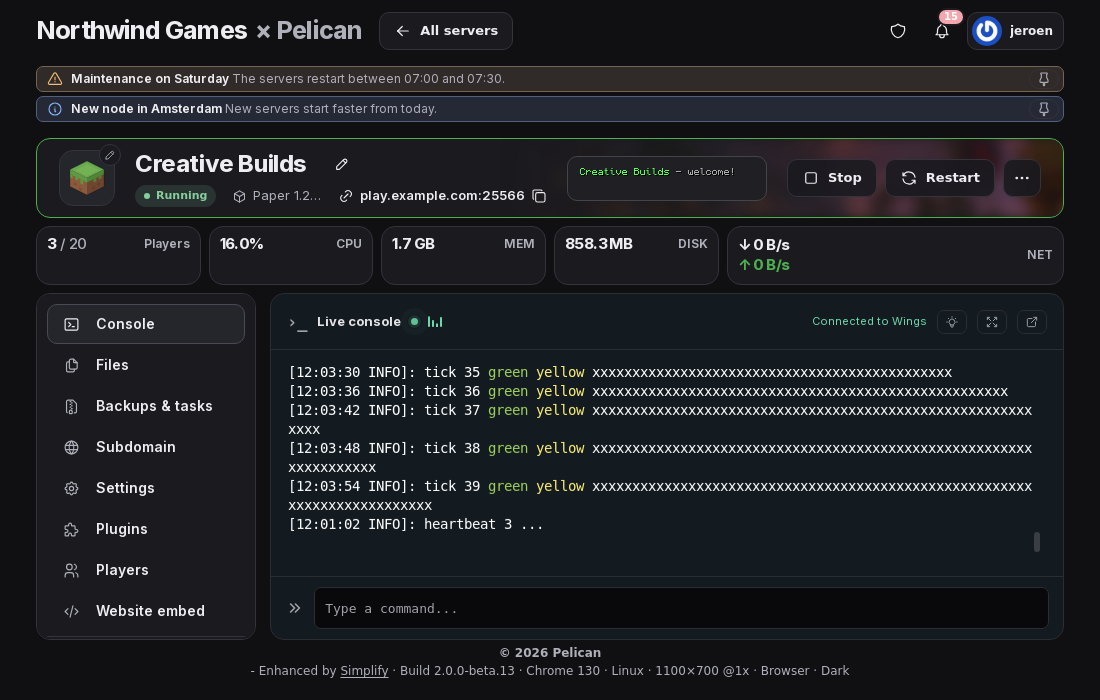 Northwind Games × Pelican
All servers
15
jeroen
Maintenance on Saturday The servers restart between 07:00 and 07:30.
New node in Amsterdam New servers start faster from today.
Creative Builds
Running
Paper 1.2...
play.example.com:25566
Creative Builds – welcome!
Stop
Restart
3 / 20
Players
16.0%
CPU
1.7 GB
MEM
858.3 MB
DISK
↓ 0 B/s
↑ 0 B/s
NET
Console
Files
Backups & tasks
Subdomain
Settings
Plugins
Players
Website embed
Live console
Connected to Wings
[12:03:30 INFO]: tick 35 green yellow xxxxxxxxxxxxxxxxxxxxxxxxxxxxxxxxxxxxxxxxxxxxx
[12:03:36 INFO]: tick 36 green yellow xxxxxxxxxxxxxxxxxxxxxxxxxxxxxxxxxxxxxxxxxxxxxxxxxxxx
[12:03:42 INFO]: tick 37 green yellow xxxxxxxxxxxxxxxxxxxxxxxxxxxxxxxxxxxxxxxxxxxxxxxxxxxxxxx
xxxx
[12:03:48 INFO]: tick 38 green yellow xxxxxxxxxxxxxxxxxxxxxxxxxxxxxxxxxxxxxxxxxxxxxxxxxxxxxxx
xxxxxxxxxxx
[12:03:54 INFO]: tick 39 green yellow xxxxxxxxxxxxxxxxxxxxxxxxxxxxxxxxxxxxxxxxxxxxxxxxxxxxxxx
xxxxxxxxxxxxxxxxxx
[12:01:02 INFO]: heartbeat 3 ...
Type a command...
© 2026 Pelican
- Enhanced by Simplify · Build 2.0.0-beta.13 · Chrome 130 · Linux · 1100×700 @1x · Browser · Dark